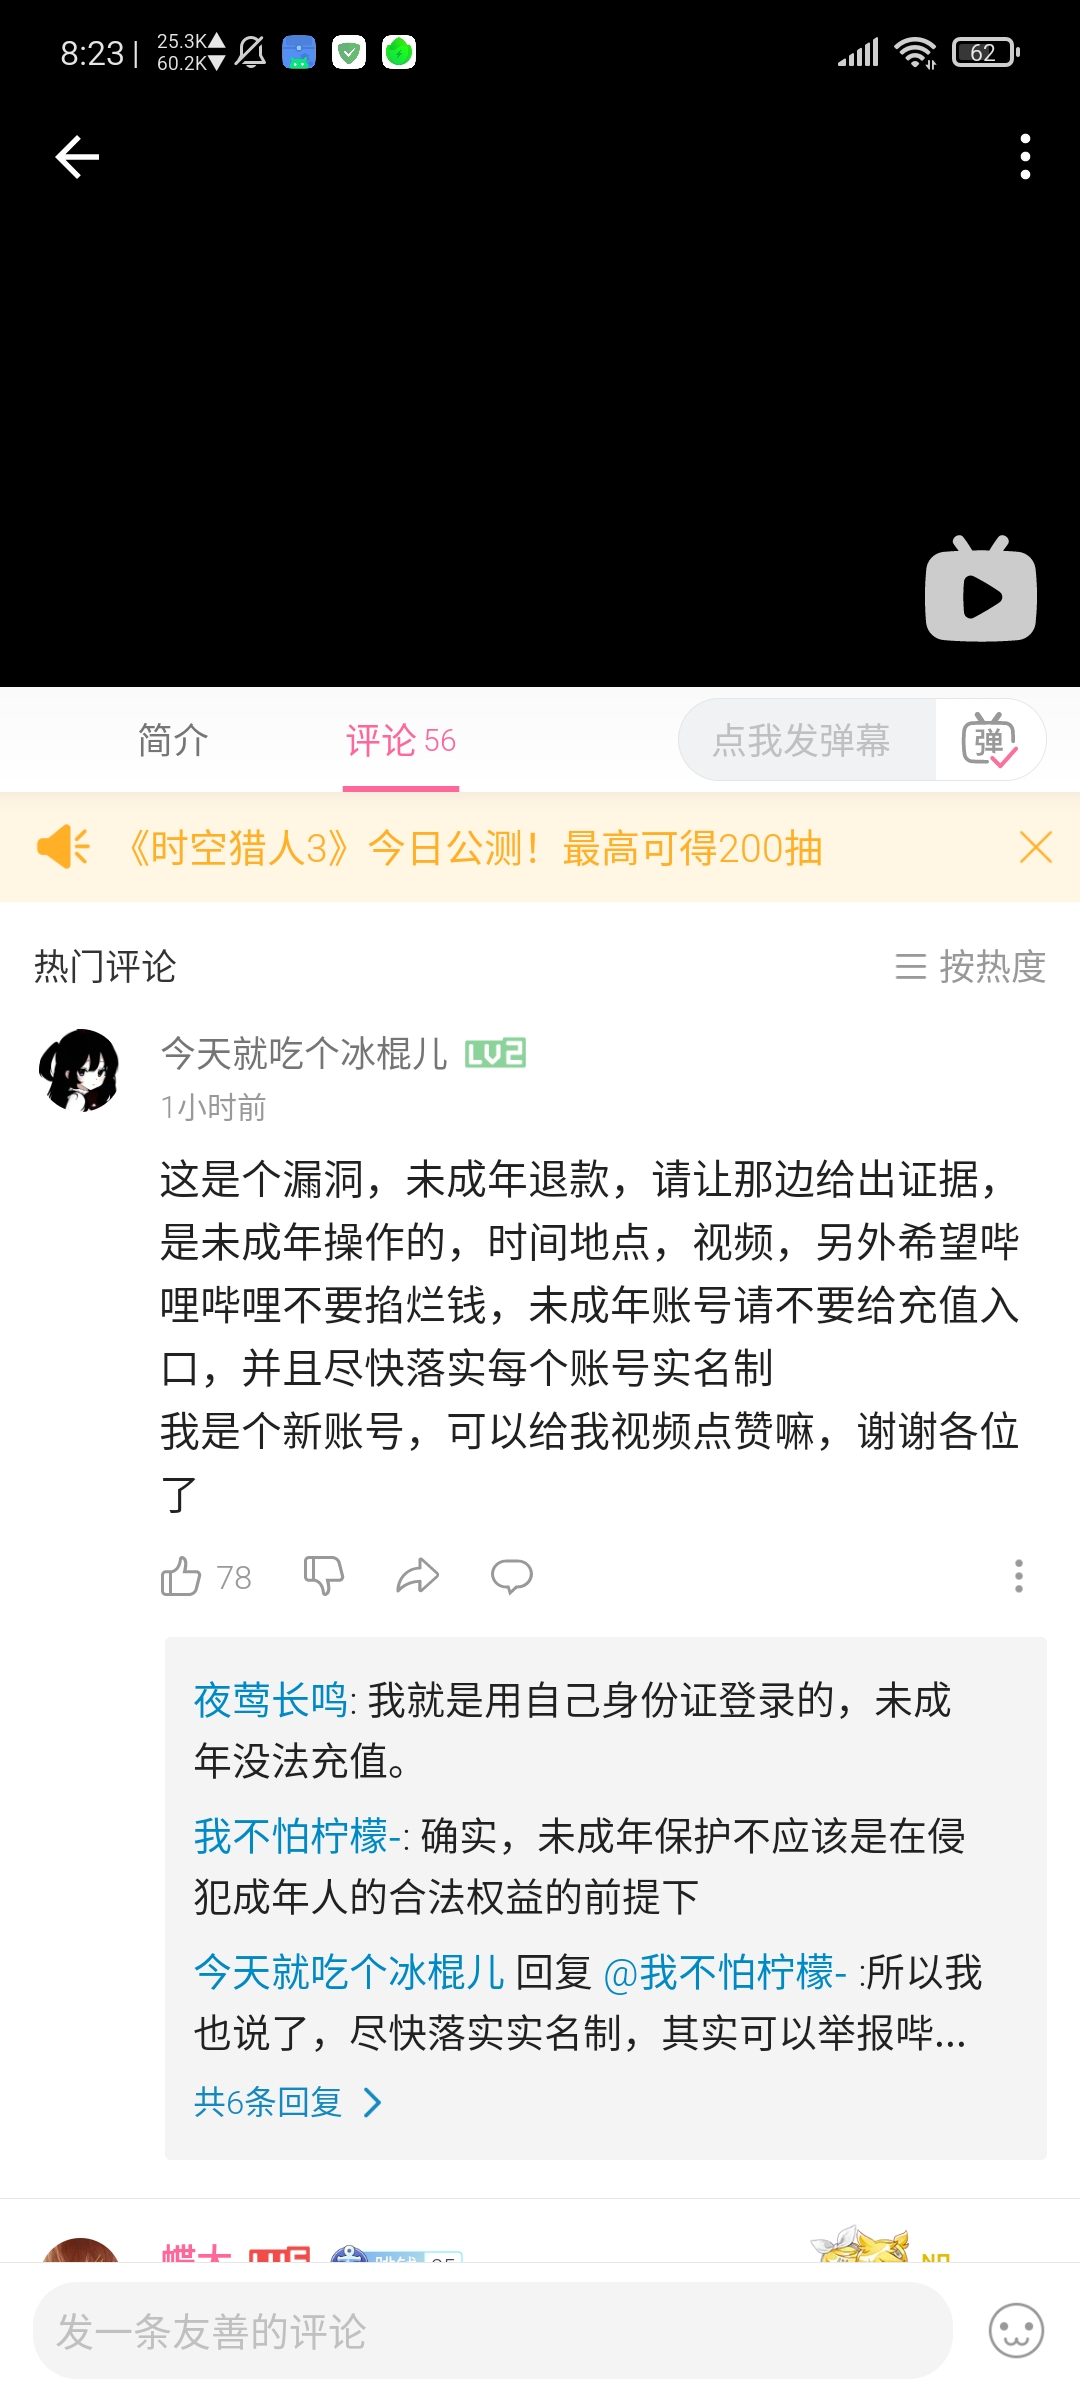 8:23
25.3K
60.2K
62
简介
评论 56
点我发弹幕
弹
《时空猎人3》今日公测！最高可得200抽
热门评论
按热度
今天就吃个冰棍儿 LV2
1小时前
这是个漏洞，未成年退款，请让那边给出证据，
是未成年操作的，时间地点，视频，另外希望哔
哩哔哩不要掐烂钱，未成年账号请不要给充值入
口，并且尽快落实每个账号实名制
我是个新账号，可以给我视频点赞嘛，谢谢各位
了
78
夜莺长鸣: 我就是用自己身份证登录的，未成
年没法充值。
我不怕柠檬-: 确实，未成年保护不应该是在侵
犯成年人的合法权益的前提下
今天就吃个冰棍儿 回复 @我不怕柠檬- :所以我
也说了，尽快落实实名制，其实可以举报哔...
共6条回复
发一条友善的评论